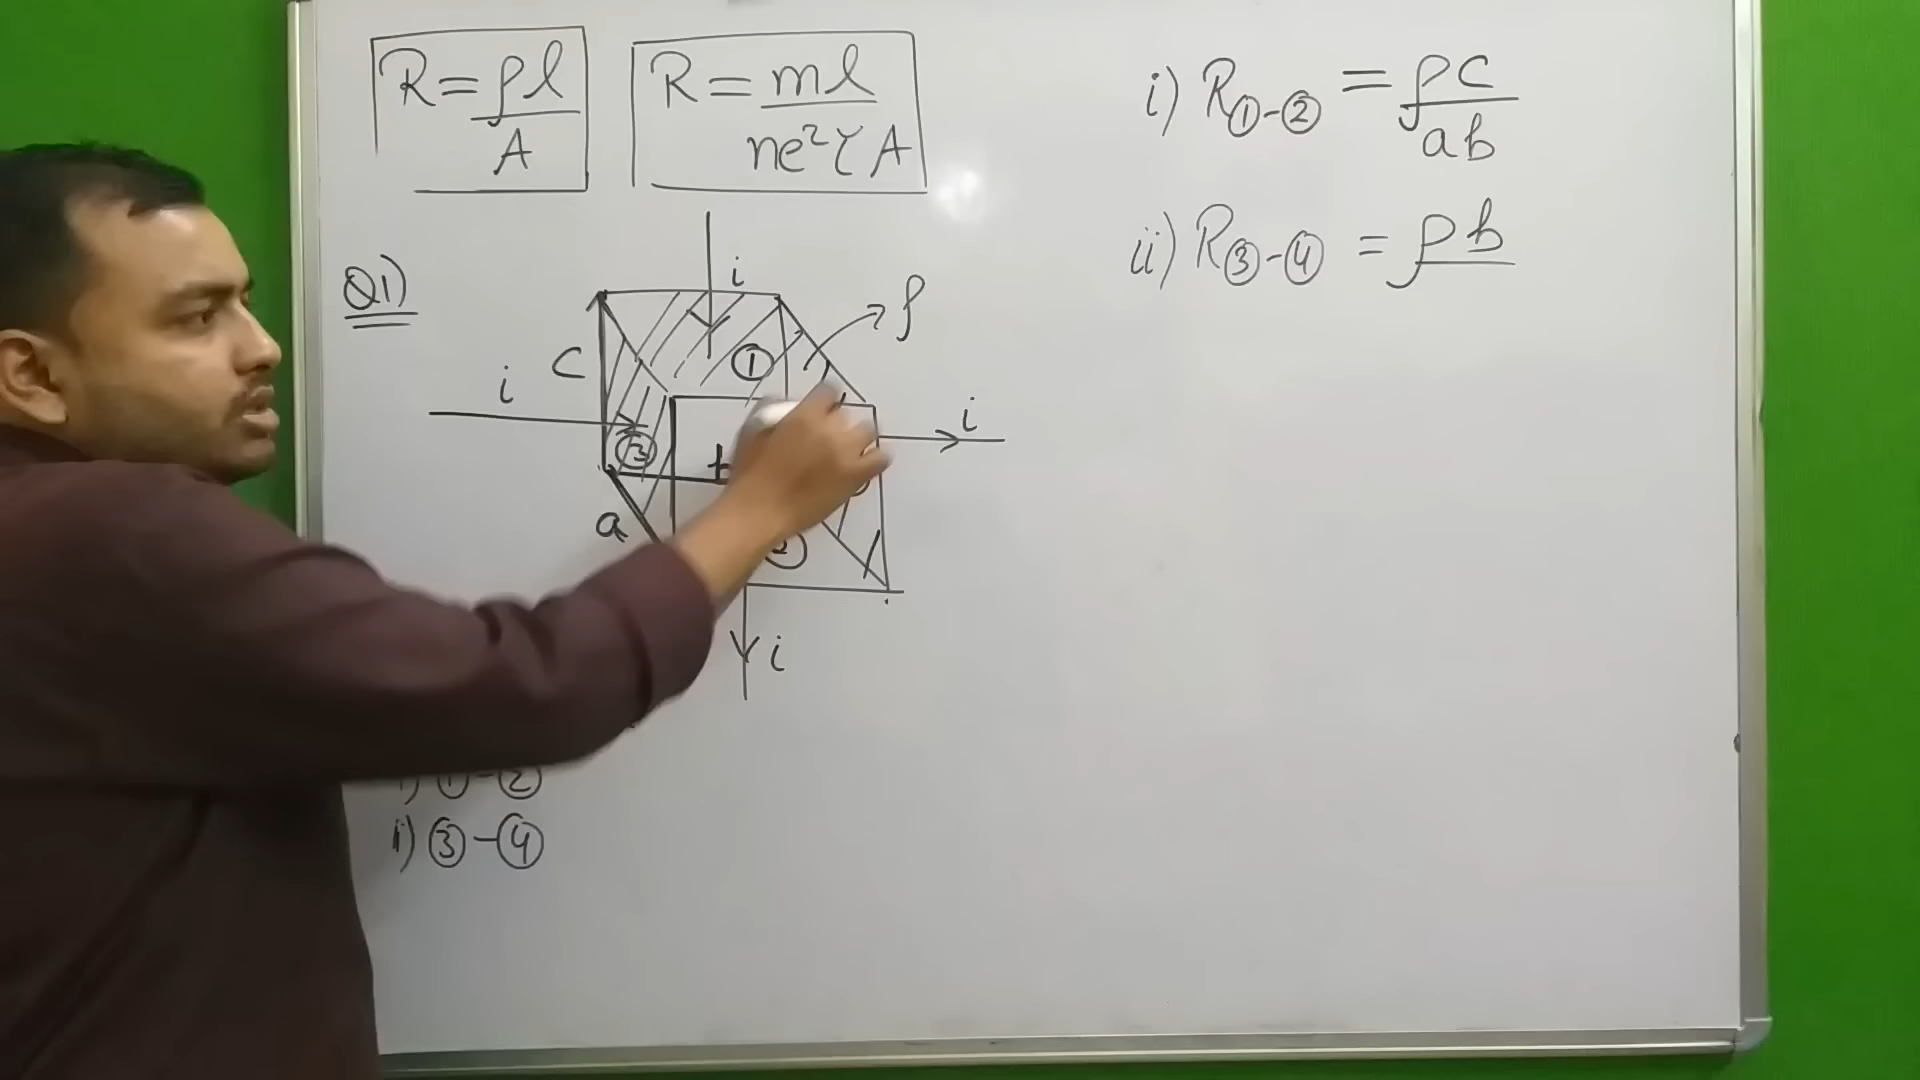 R = ρl / A
R = ml / ne²τA
i) R①-② = ρc / ab
ii) R③-④ = ρb
Q1)
i
ρ
c
①
i
i
③
b
a
②
i
i) ①-②
ii) ③-④